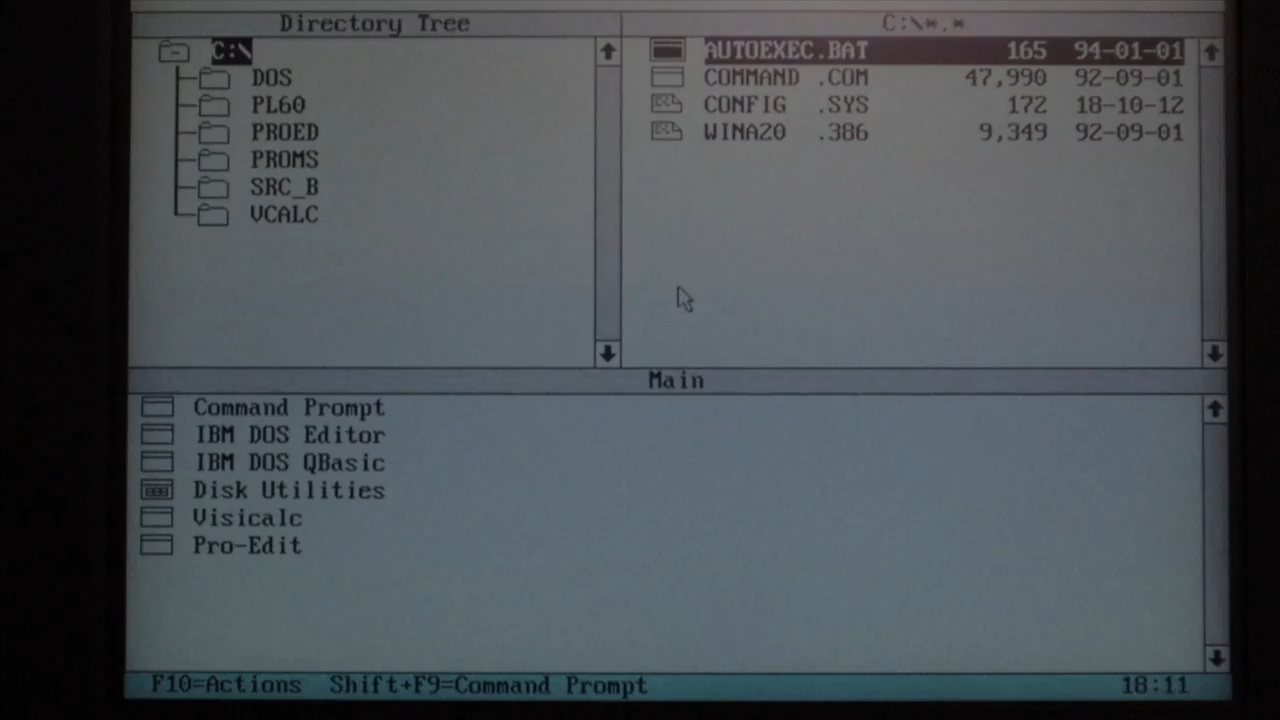 Directory Tree
C:\*.*
C:\
DOS
PL60
PROED
PROMS
SRC_B
VCALC
AUTOEXEC.BAT 165 94-01-01
COMMAND .COM 47,990 92-09-01
CONFIG .SYS 172 18-10-12
WINA20 .386 9,349 92-09-01
Main
Command Prompt
IBM DOS Editor
IBM DOS QBasic
Disk Utilities
Visicalc
Pro-Edit
F10=Actions Shift+F9=Command Prompt 18:11